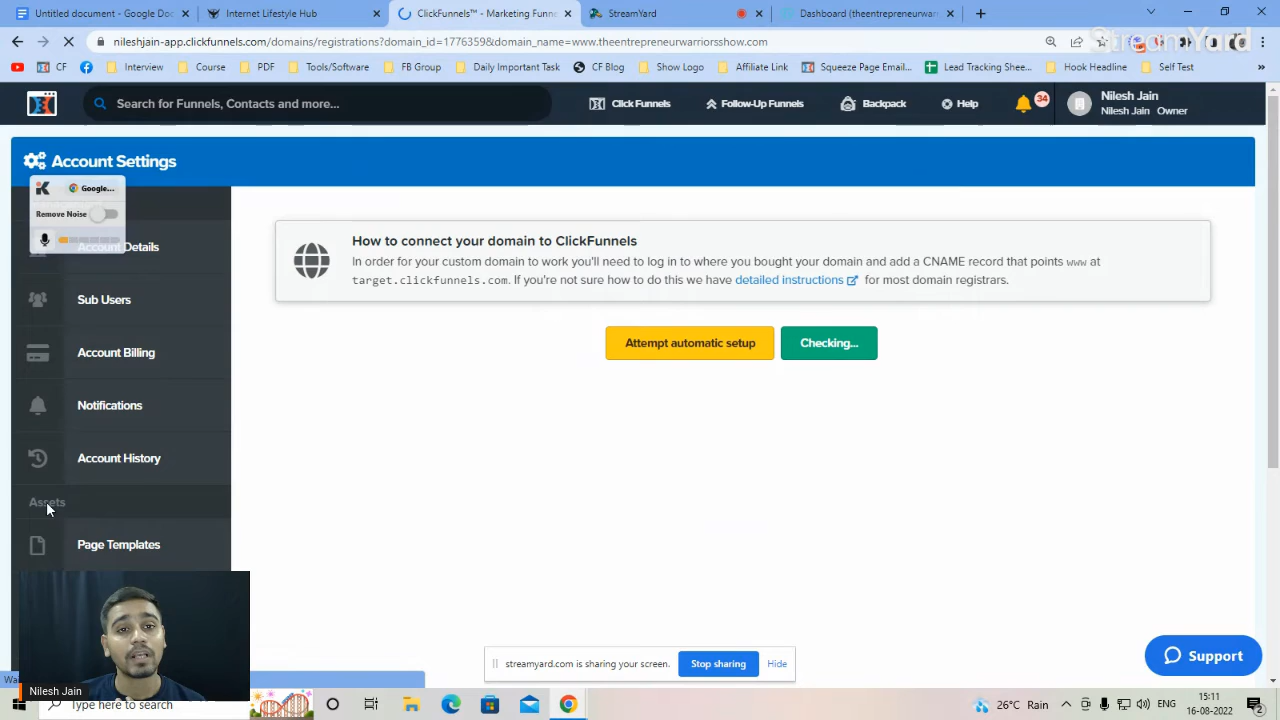 Untitled document - Google Doc
Internet Lifestyle Hub
ClickFunnels™ - Marketing Funne
StreamYard
Dashboard (theentrepreneurwarr
nileshjain-app.clickfunnels.com/domains/registrations?domain_id=17763598&domain_name=www.theentrepreneurwarriorsshow.com
StreamYard
CF
Interview
Course
PDF
Tools/Software
FB Group
Daily Important Task
CF Blog
Show Logo
Affiliate Link
Squeeze Page Email...
Lead Tracking Shee...
Hook Headline
Self Test
Search for Funnels, Contacts and more...
ClickFunnels
Follow-Up Funnels
Backpack
Help
34
Nilesh Jain
Nilesh Jain Owner
Account Settings
Google...
Remove Noise
Account Details
Sub Users
Account Billing
Notifications
Account History
Assets
Page Templates
How to connect your domain to ClickFunnels
In order for your custom domain to work you'll need to log in to where you bought your domain and add a CNAME record that points www at
target.clickfunnels.com. If you're not sure how to do this we have detailed instructions for most domain registrars.
Attempt automatic setup
Checking...
Support
streamyard.com is sharing your screen.
Stop sharing
Hide
Nilesh Jain
Type here to search
26°C Rain
15:11
16-08-2022
2